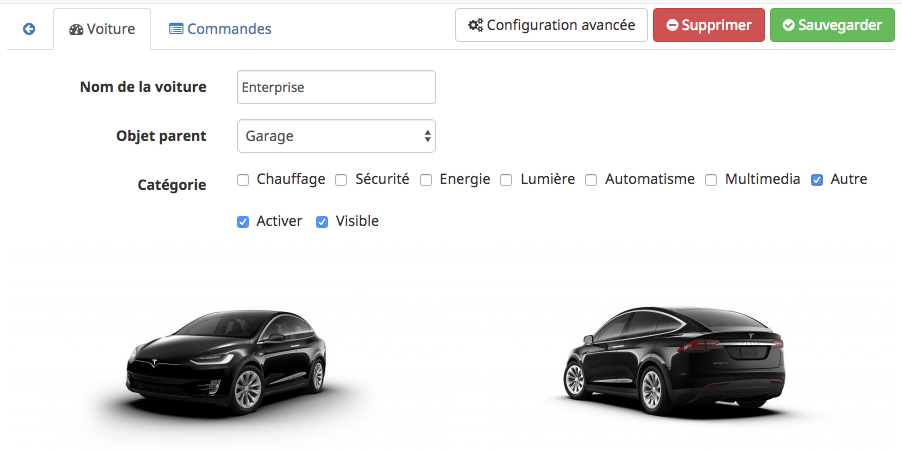 Voiture Commandes Configuration avancée Supprimer Sauvegarder
Nom de la voiture Enterprise
Objet parent Garage
Catégorie Chauffage Sécurité Energie Lumière Automatisme Multimedia Autre
Activer Visible